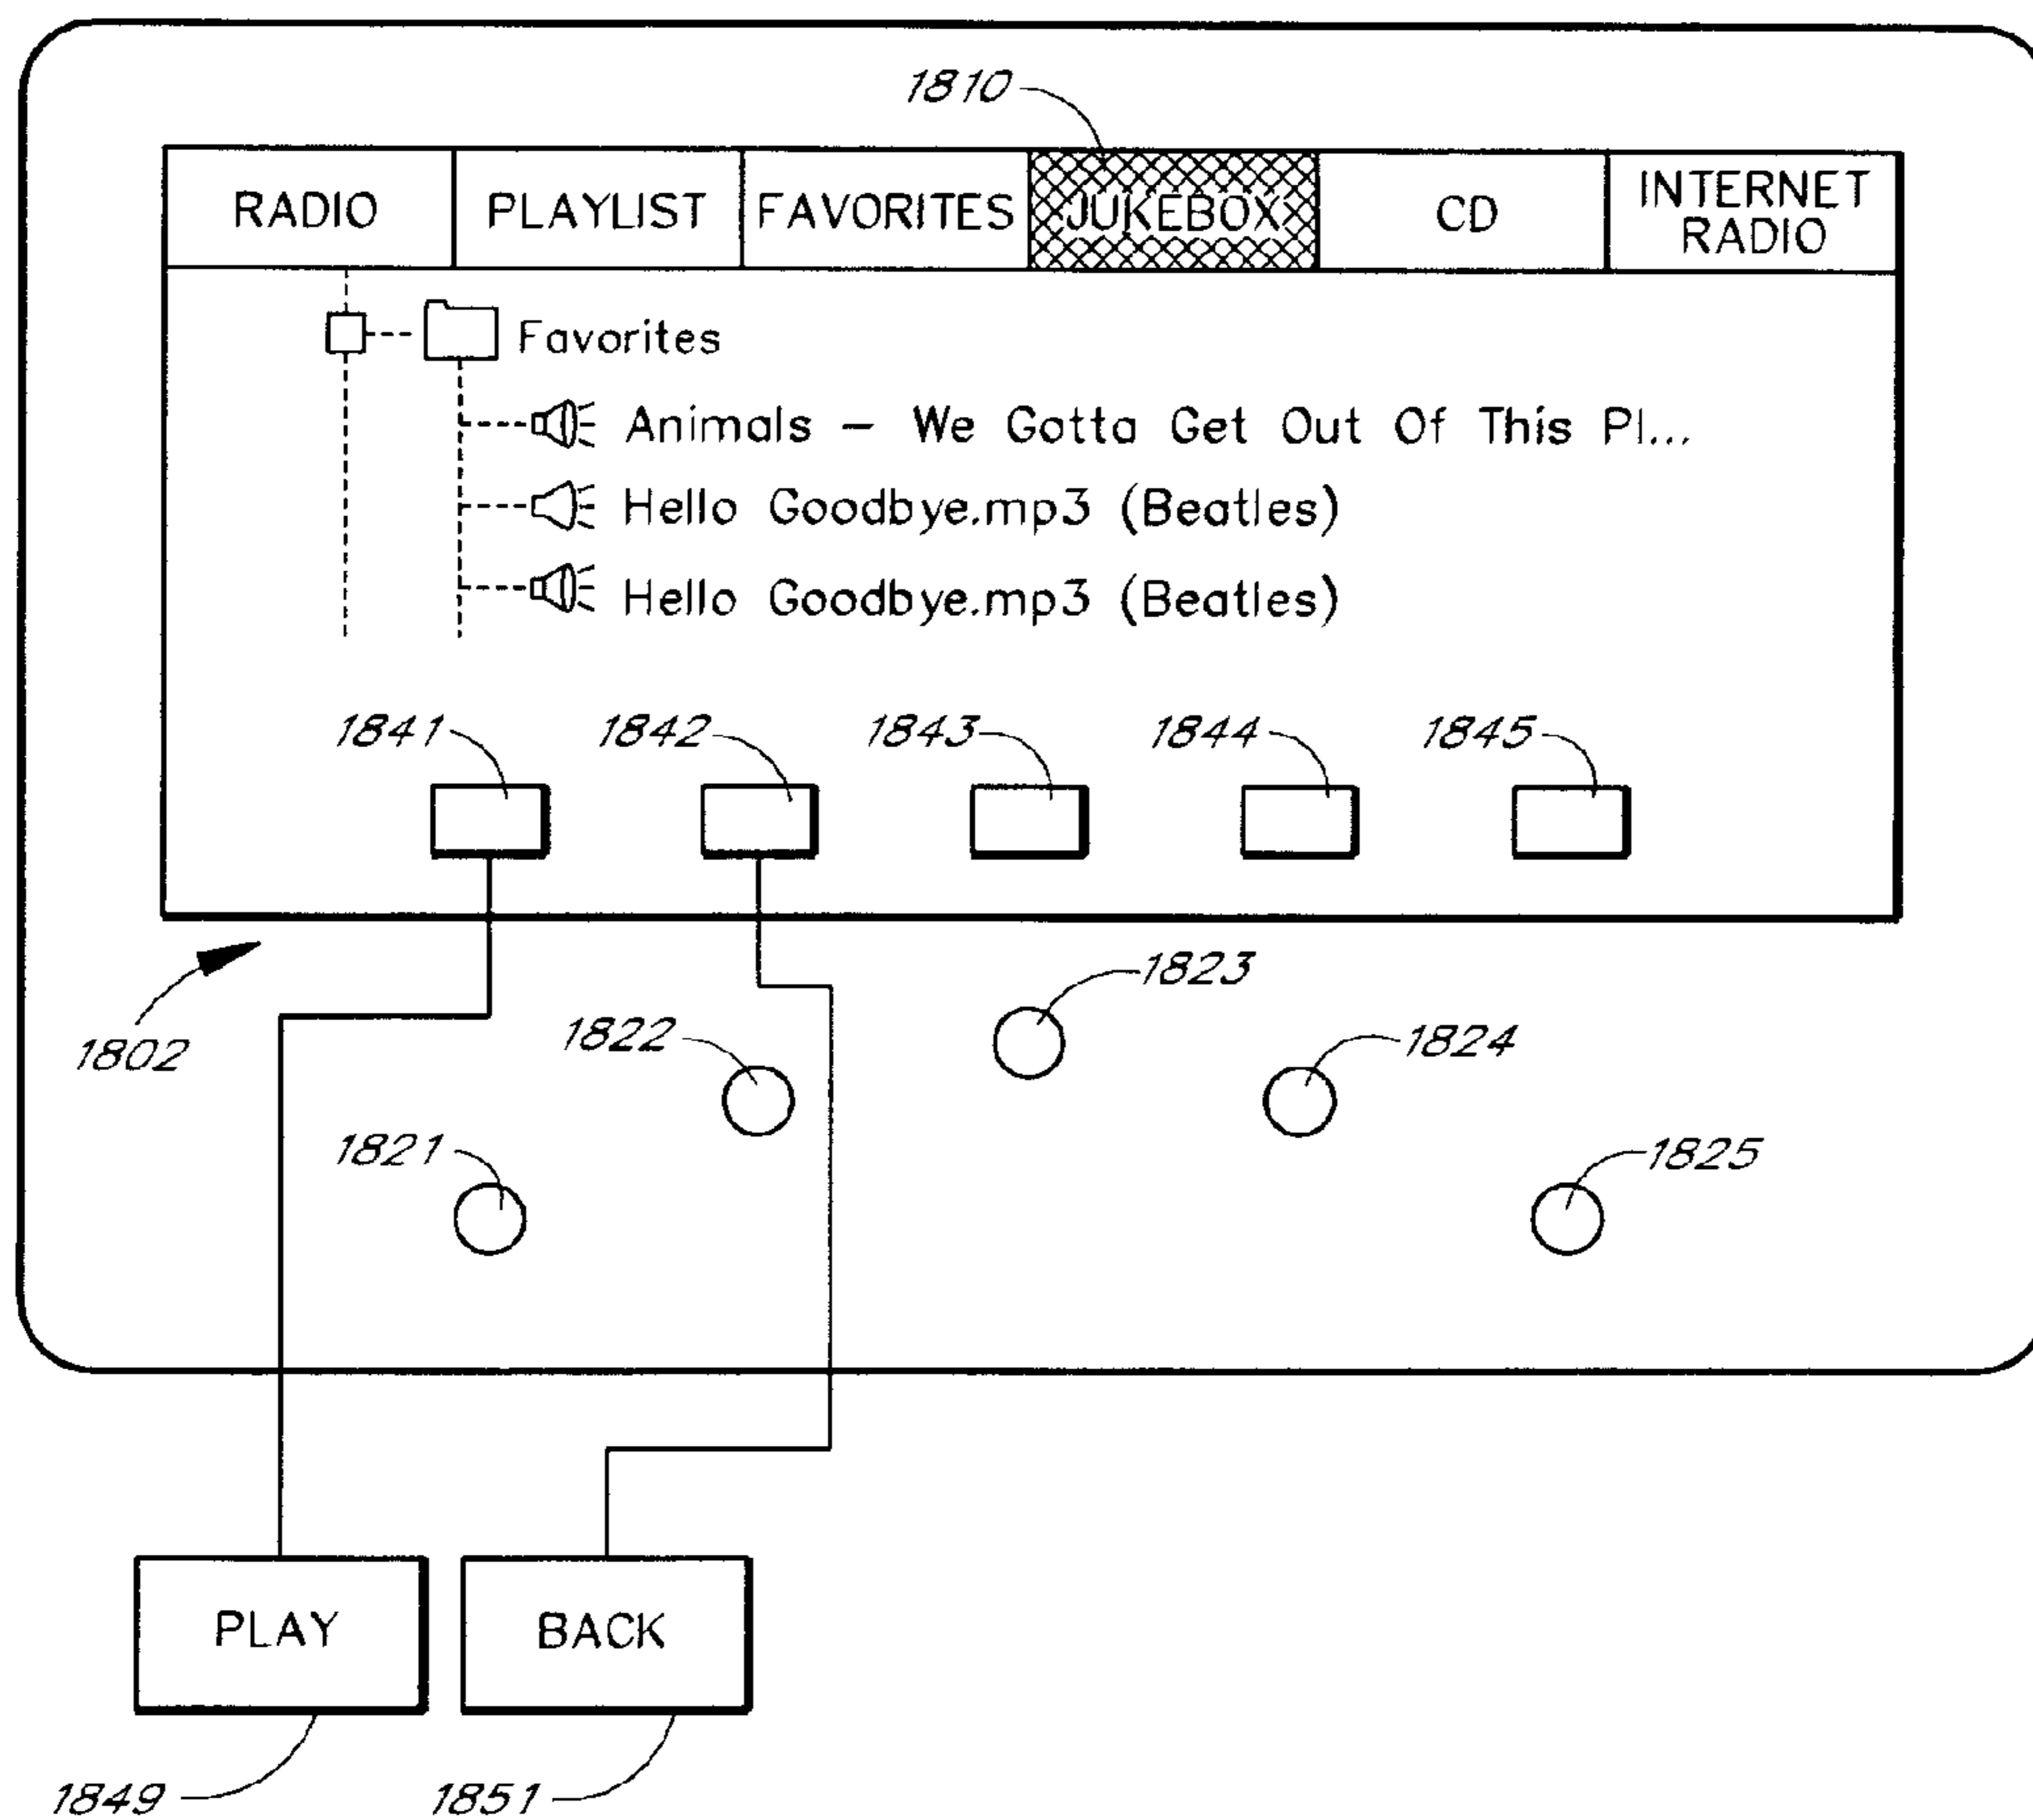 1810
RADIO
PLAYLIST
FAVORITES
JUKEBOX
CD
INTERNET
RADIO
Favorites
Animals – We Gotta Get Out Of This Pl...
Hello Goodbye.mp3 (Beatles)
Hello Goodbye.mp3 (Beatles)
1841
1842
1843
1844
1845
1802
1823
1822
1824
1821
1825
PLAY
BACK
1849
1851